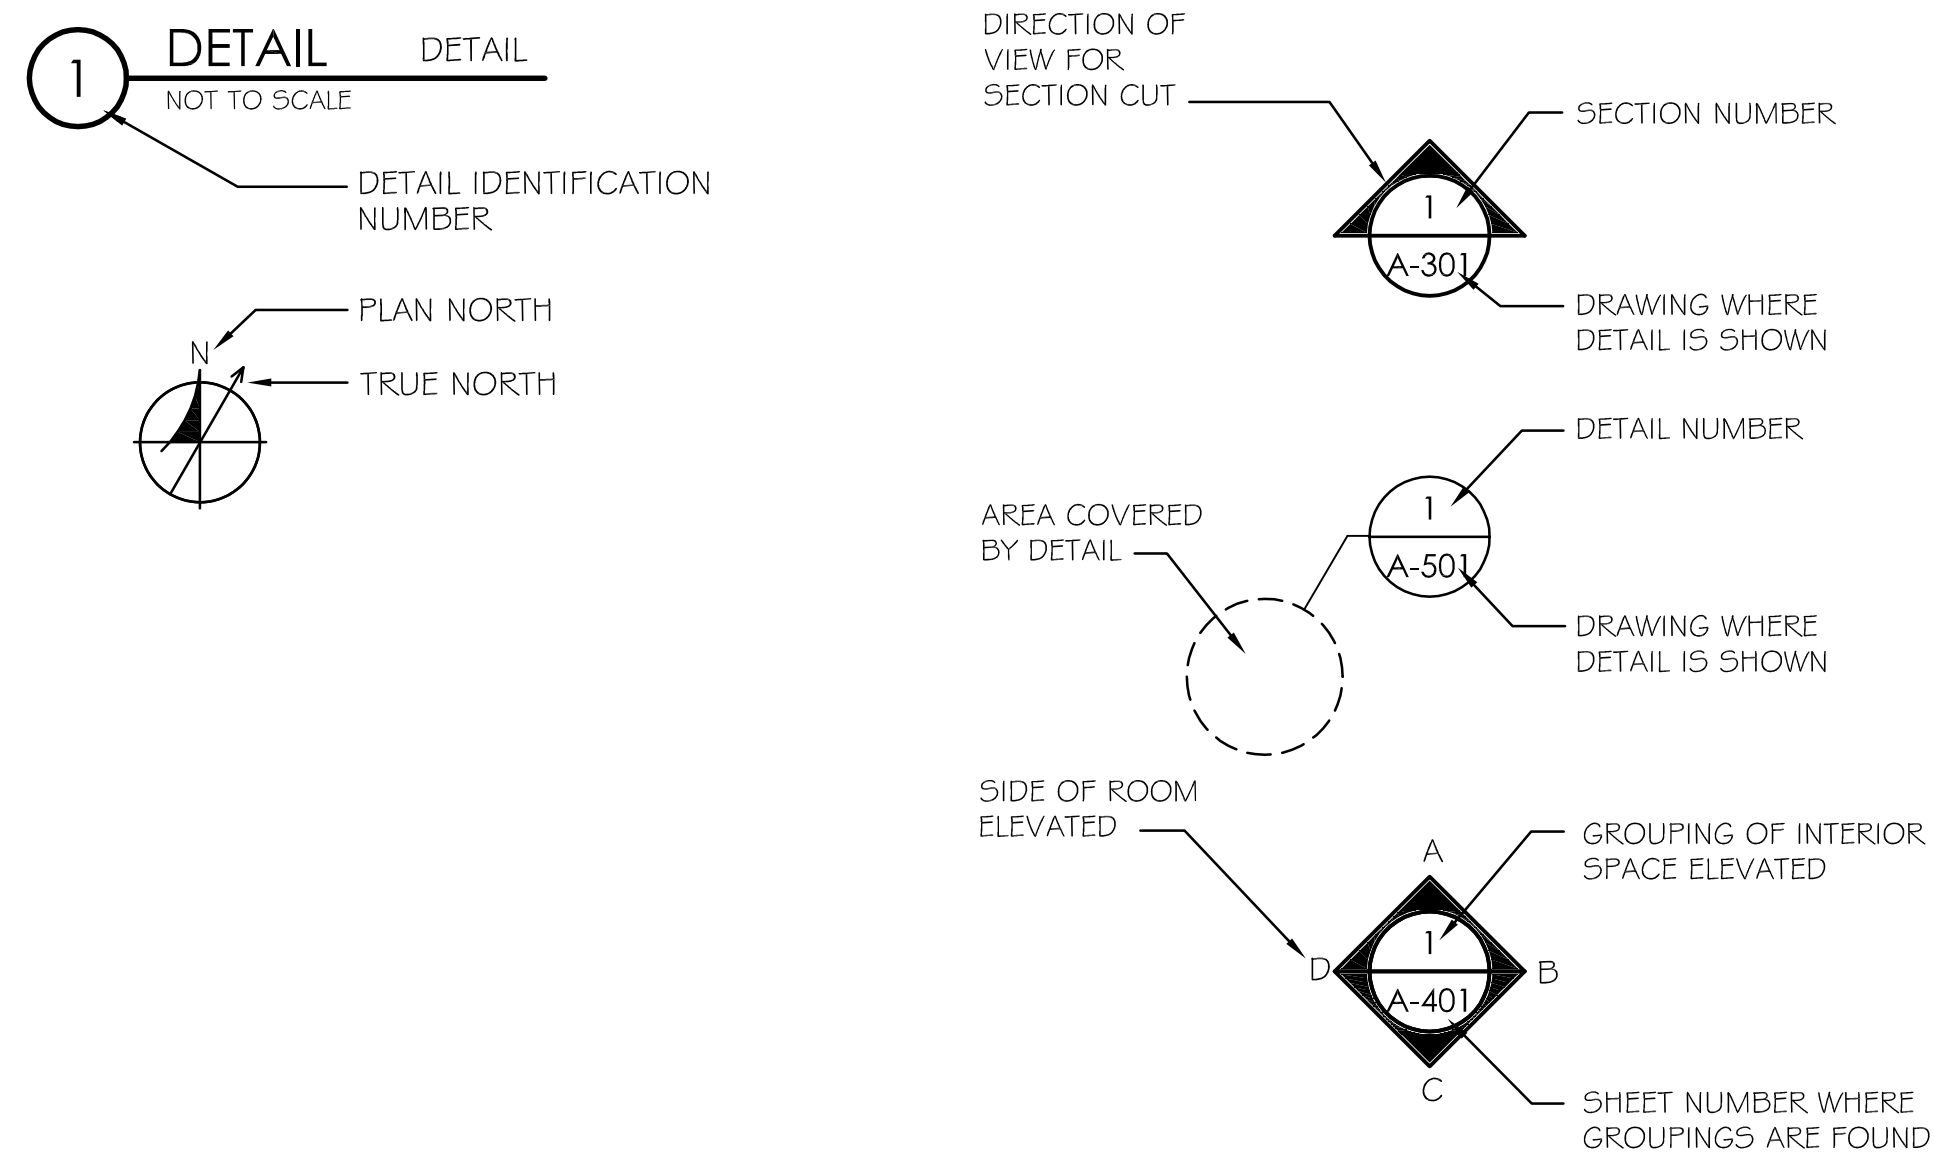 1
DETAIL
DETAIL
NOT TO SCALE
DETAIL IDENTIFICATION
NUMBER
PLAN NORTH
N
TRUE NORTH
DIRECTION OF
VIEW FOR
SECTION CUT
SECTION NUMBER
1
A-301
DRAWING WHERE
DETAIL IS SHOWN
DETAIL NUMBER
AREA COVERED
BY DETAIL
1
A-501
DRAWING WHERE
DETAIL IS SHOWN
SIDE OF ROOM
ELEVATED
GROUPING OF INTERIOR
SPACE ELEVATED
A
1
D
B
A-401
C
SHEET NUMBER WHERE
GROUPINGS ARE FOUND